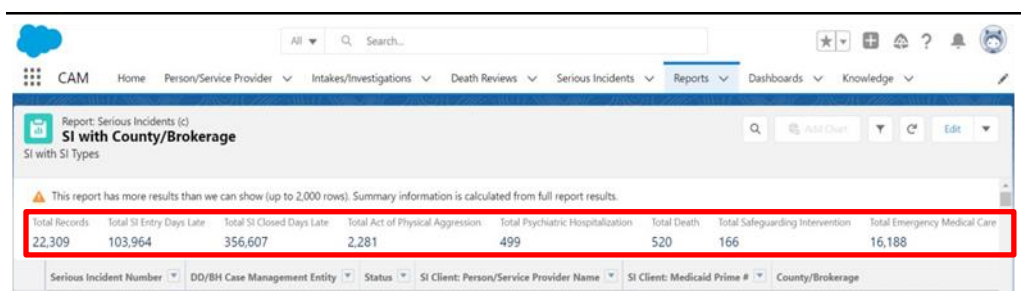 All Search...
CAM Home Person/Service Provider Intakes/Investigations Death Reviews Serious Incidents Reports Dashboards Knowledge
Report: Serious Incidents (c)
SI with County/Brokerage
SI with SI Types
Add Chart
Edit
This report has more results than we can show (up to 2,000 rows). Summary information is calculated from full report results.
Total Records Total SI Entry Days Late Total SI Closed Days Late Total Act of Physical Aggression Total Psychiatric Hospitalization Total Death Total Safeguarding Intervention Total Emergency Medical Care
22,309 103,964 356,607 2,281 499 520 166 16,188
Serious Incident Number DD/BH Case Management Entity Status SI Client: Person/Service Provider Name SI Client: Medicaid Prime # County/Brokerage